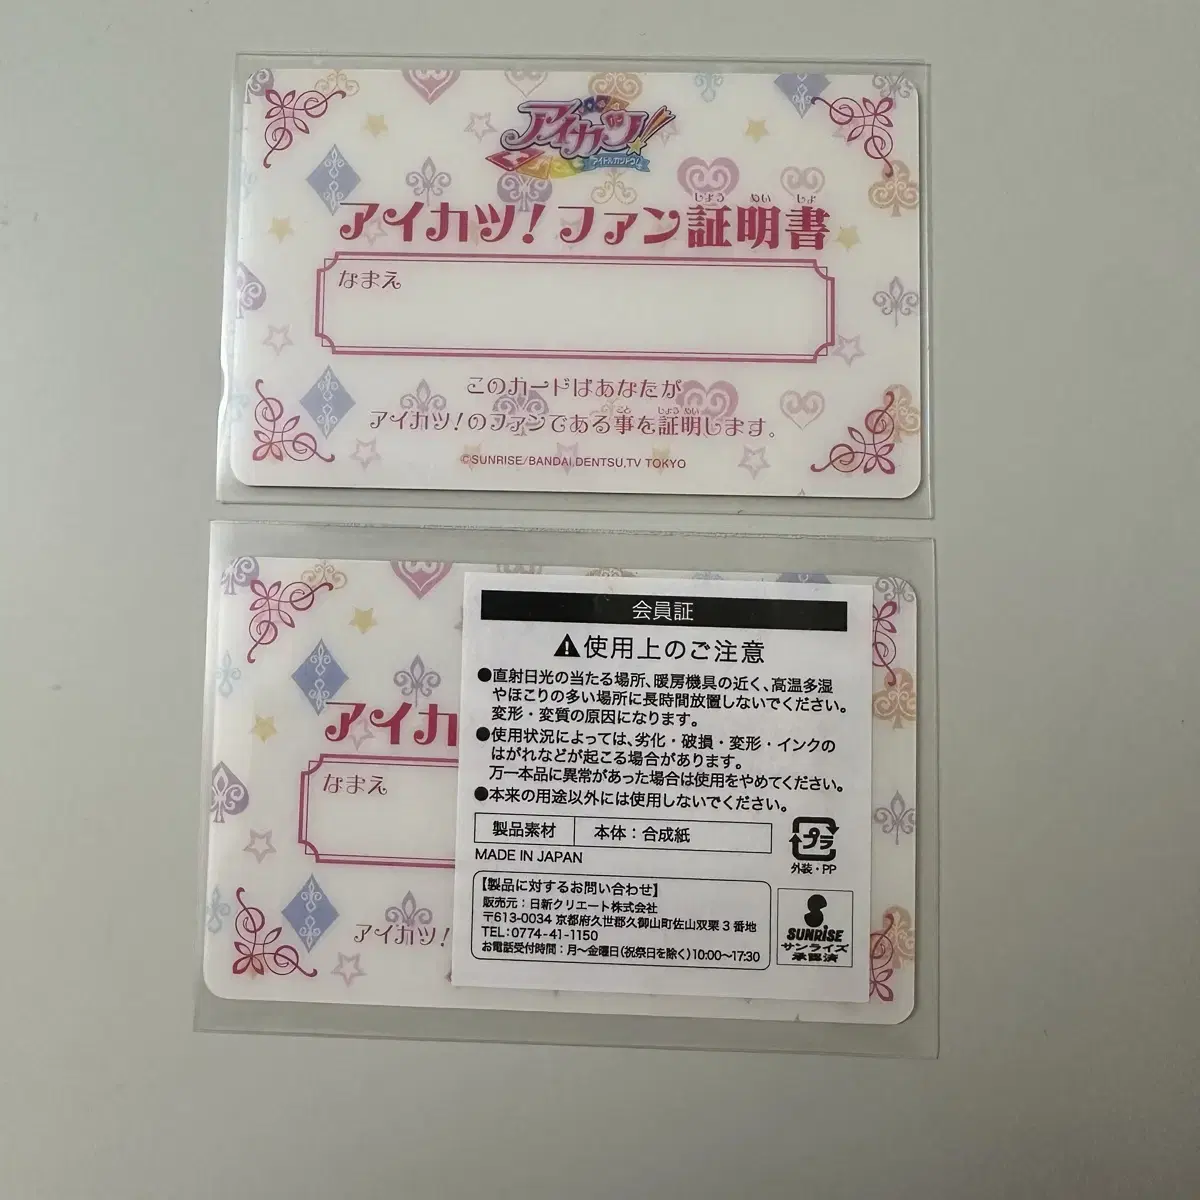 アイカツ!
アイドルカツドウ!
アイカツ!ファン証明書
しょう めい しょ
なまえ
このカードはあなたが
アイカツ!のファンである事を証明します。
こと しょうめい
©SUNRISE/BANDAI,DENTSU,TV TOKYO
アイカ
なまえ
アイカツ!
会員証
⚠使用上のご注意
●直射日光の当たる場所、暖房機具の近く、高温多湿
やほこりの多い場所に長時間放置しないでください。
変形・変質の原因になります。
●使用状況によっては、劣化・破損・変形・インクの
はがれなどが起こる場合があります。
万一本品に異常があった場合は使用をやめてください。
●本来の用途以外には使用しないでください。
製品素材 本体:合成紙
プラ
外装・PP
MADE IN JAPAN
【製品に対するお問い合わせ】
販売元:日新クリエート株式会社
〒613-0034 京都府久世郡久御山町佐山双栗3番地
TEL:0774-41-1150
お電話受付時間:月~金曜日(祝祭日を除く)10:00~17:30
SUNRISE
サンライズ
承認済